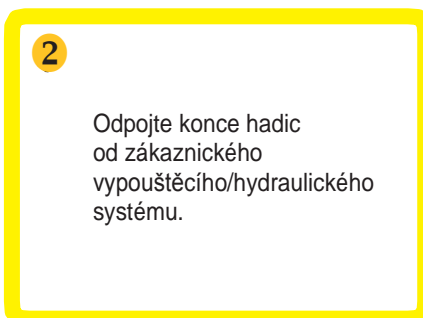 2
Odpojte konce hadic
od zákaznického
vypouštěcího/hydraulického
systému.